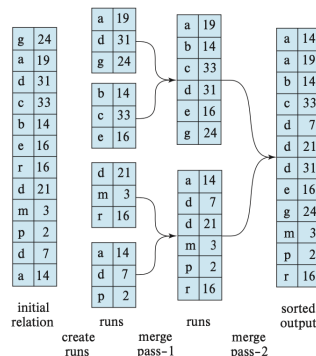 g 24
a 19
d 31
c 33
b 14
e 16
r 16
d 21
m 3
p 2
d 7
a 14
initial
relation
a 19
d 31
g 24
b 14
c 33
e 16
d 21
m 3
r 16
a 14
d 7
p 2
runs
a 19
b 14
c 33
d 31
e 16
g 24
a 14
d 7
d 21
m 3
p 2
r 16
runs
a 14
a 19
b 14
c 33
d 7
d 21
d 31
e 16
g 24
m 3
p 2
r 16
sorted
output
create
runs
merge
pass–1
merge
pass–2